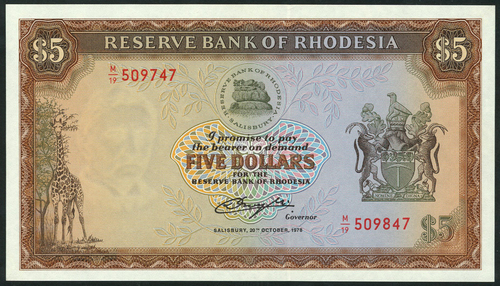 $5 RESERVE BANK OF RHODESIA $5
M/19 509747
RESERVE BANK OF RHODESIA
SALISBURY
I promise to pay
the bearer on demand
FIVE DOLLARS
FOR THE
RESERVE BANK OF RHODESIA
Governor
M/19 509847
SALISBURY, 20TH OCTOBER, 1978
$5